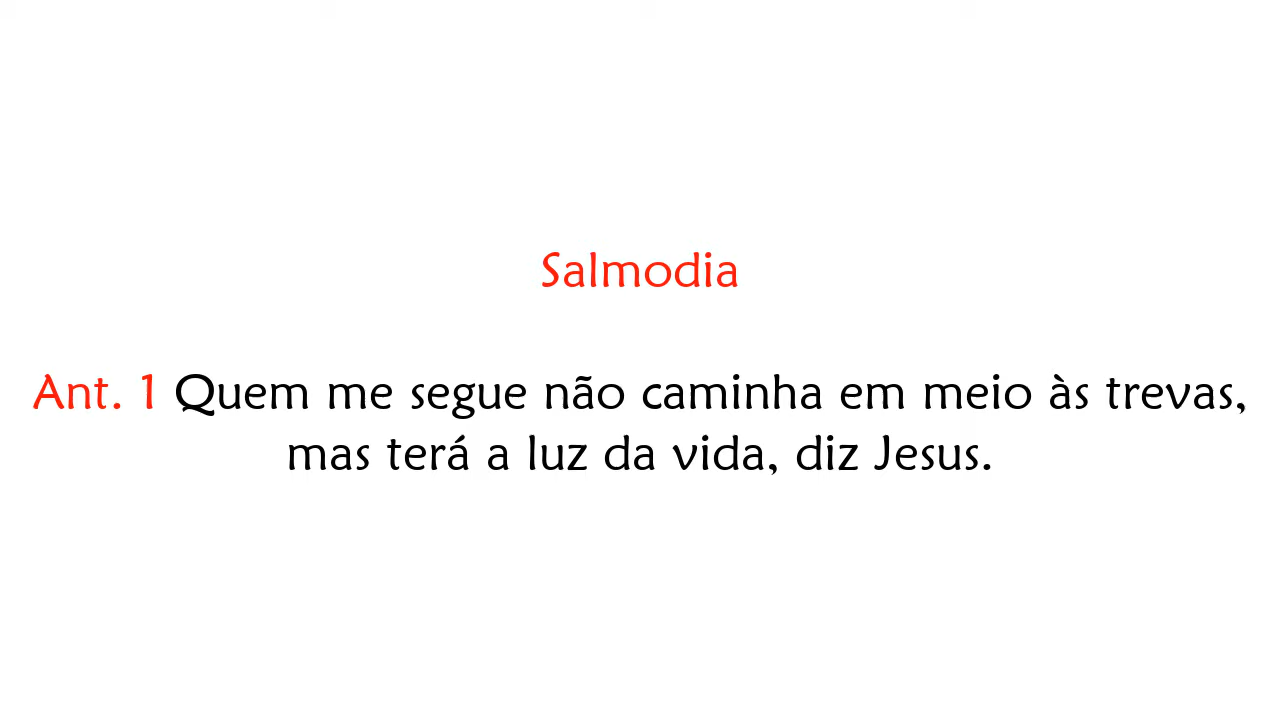 Salmodia
Ant. 1 Quem me segue não caminha em meio às trevas,
mas terá a luz da vida, diz Jesus.